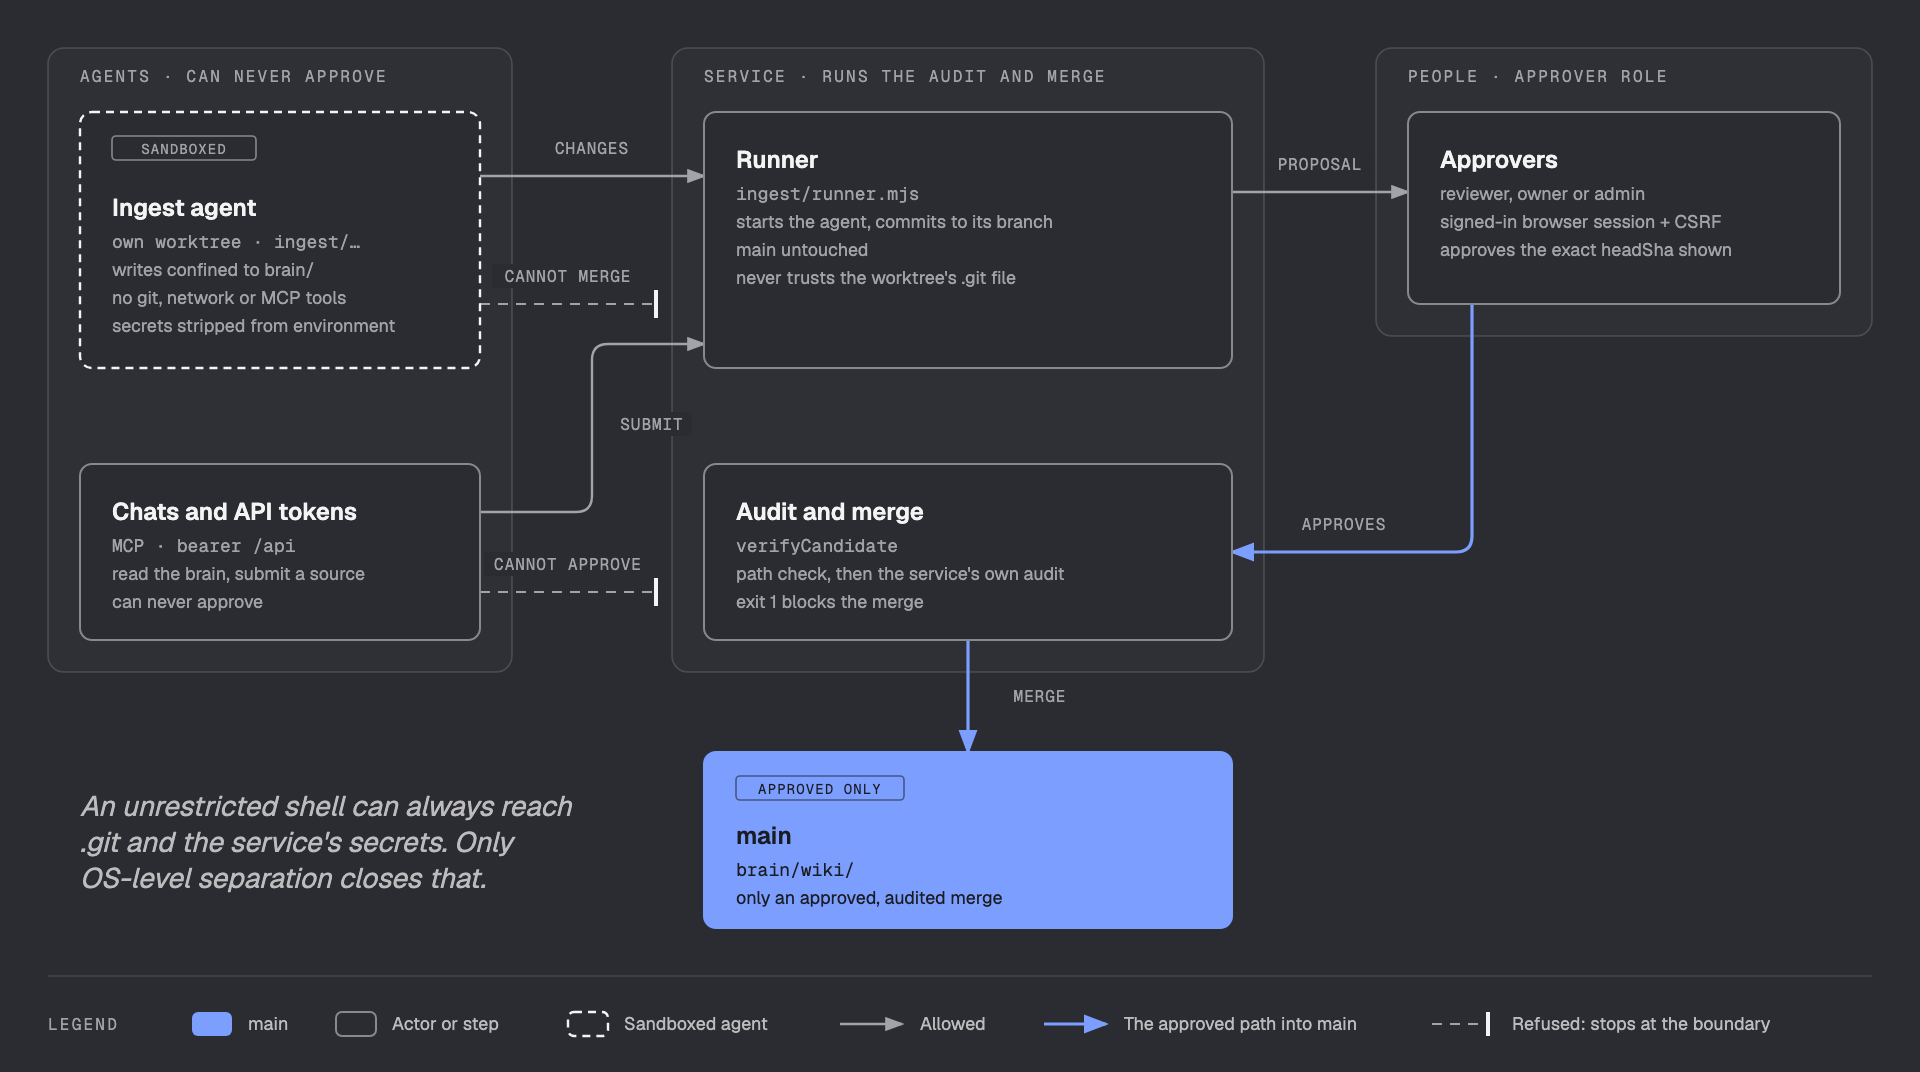 AGENTS · CAN NEVER APPROVE
SANDBOXED
Ingest agent
own worktree · ingest/…
writes confined to brain/
no git, network or MCP tools
secrets stripped from environment
Chats and API tokens
MCP · bearer /api
read the brain, submit a source
can never approve
CHANGES
CANNOT MERGE
SUBMIT
CANNOT APPROVE
SERVICE · RUNS THE AUDIT AND MERGE
Runner
ingest/runner.mjs
starts the agent, commits to its branch
main untouched
never trusts the worktree's .git file
Audit and merge
verifyCandidate
path check, then the service's own audit
exit 1 blocks the merge
PROPOSAL
PEOPLE · APPROVER ROLE
Approvers
reviewer, owner or admin
signed-in browser session + CSRF
approves the exact headSha shown
APPROVES
MERGE
APPROVED ONLY
main
brain/wiki/
only an approved, audited merge
An unrestricted shell can always reach
.git and the service's secrets. Only
OS-level separation closes that.
LEGEND
main
Actor or step
Sandboxed agent
Allowed
The approved path into main
Refused: stops at the boundary